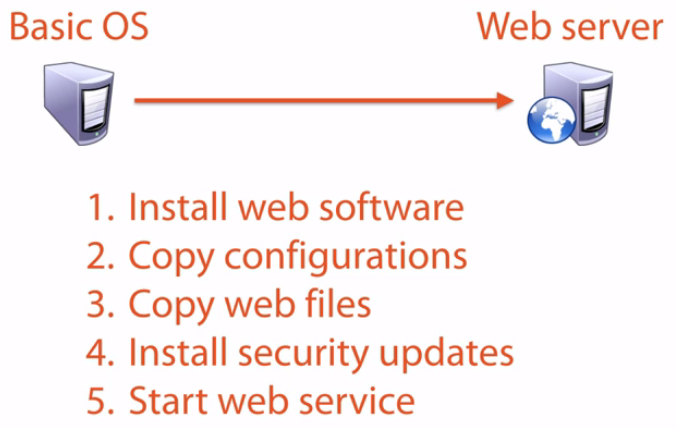 Basic OS
Web server
1. Install web software
2. Copy configurations
3. Copy web files
4. Install security updates
5. Start web service